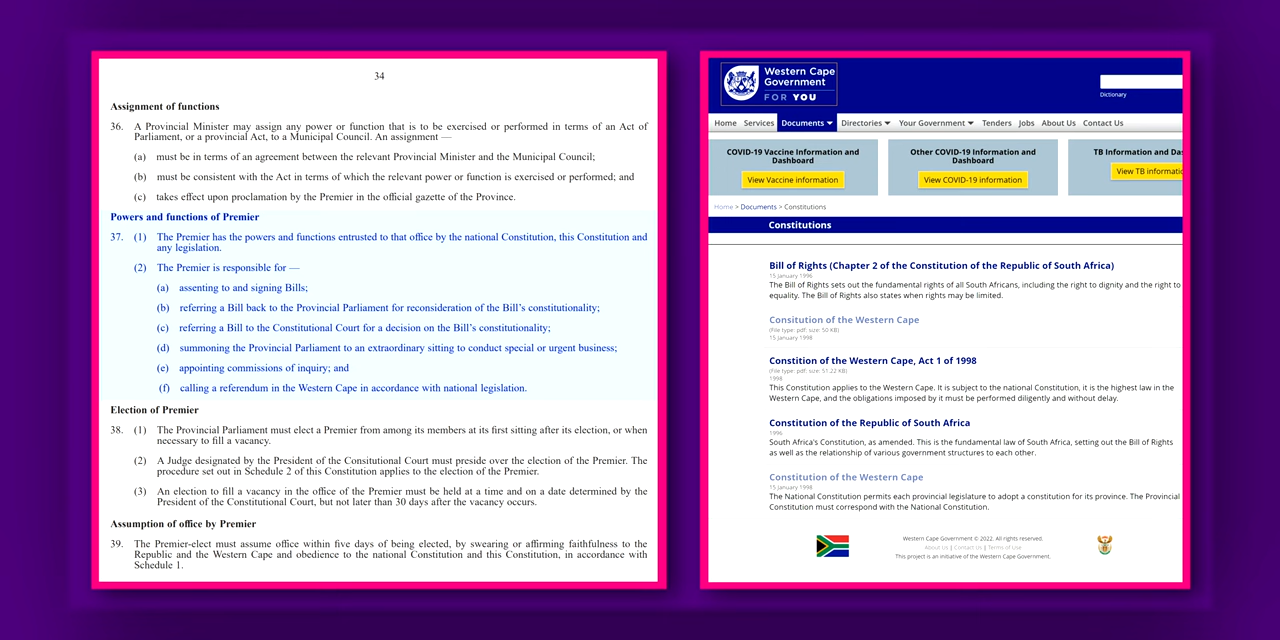 34
Assignment of functions
36. A Provincial Minister may assign any power or function that is to be exercised or performed in terms of an Act of
Parliament, or a provincial Act, to a Municipal Council. An assignment —
(a) must be in terms of an agreement between the relevant Provincial Minister and the Municipal Council;
(b) must be consistent with the Act in terms of which the relevant power or function is exercised or performed; and
(c) takes effect upon proclamation by the Premier in the official gazette of the Province.
Powers and functions of Premier
37. (1) The Premier has the powers and functions entrusted to that office by the national Constitution, this Constitution and
any legislation.
(2) The Premier is responsible for —
(a) assenting to and signing Bills;
(b) referring a Bill back to the Provincial Parliament for reconsideration of the Bill's constitutionality;
(c) referring a Bill to the Constitutional Court for a decision on the Bill's constitutionality;
(d) summoning the Provincial Parliament to an extraordinary sitting to conduct special or urgent business;
(e) appointing commissions of inquiry; and
(f) calling a referendum in the Western Cape in accordance with national legislation.
Election of Premier
38. (1) The Provincial Parliament must elect a Premier from among its members at its first sitting after its election, or when
necessary to fill a vacancy.
(2) A Judge designated by the President of the Constitutional Court must preside over the election of the Premier. The
procedure set out in Schedule 2 of this Constitution applies to the election of the Premier.
(3) An election to fill a vacancy in the office of the Premier must be held at a time and on a date determined by the
President of the Constitutional Court, but not later than 30 days after the vacancy occurs.
Assumption of office by Premier
39. The Premier-elect must assume office within five days of being elected, by swearing or affirming faithfulness to the
Republic and the Western Cape and obedience to the national Constitution and this Constitution, in accordance with
Schedule 1.
Western Cape
Government
FOR YOU
Dictionary
Home Services Documents Directories Your Government Tenders Jobs About Us Contact Us
COVID-19 Vaccine Information and
Dashboard
View Vaccine information
Other COVID-19 Information and
Dashboard
View COVID-19 information
TB Information and Das
View TB informatio
Home > Documents > Constitutions
Constitutions
Bill of Rights (Chapter 2 of the Constitution of the Republic of South Africa)
15 January 1996
The Bill of Rights sets out the fundamental rights of all South Africans, including the right to dignity and the right to
equality. The Bill of Rights also states when rights may be limited.
Consitution of the Western Cape
(File type: pdf; size: 50 KB)
15 January 1998
Constition of the Western Cape, Act 1 of 1998
(File type: pdf; size: 51.22 KB)
1998
This Constitution applies to the Western Cape. It is subject to the national Constitution, it is the highest law in the
Western Cape, and the obligations imposed by it must be performed diligently and without delay.
Constitution of the Republic of South Africa
1996
South Africa's Constitution, as amended. This is the fundamental law of South Africa, setting out the Bill of Rights
as well as the relationship of various government structures to each other.
Constitution of the Western Cape
15 January 1998
The National Constitution permits each provincial legislature to adopt a constitution for its province. The Provincial
Constitution must correspond with the National Constitution.
Western Cape Government © 2022. All rights reserved.
About Us | Contact Us | Terms of Use
This project is an initiative of the Western Cape Government.